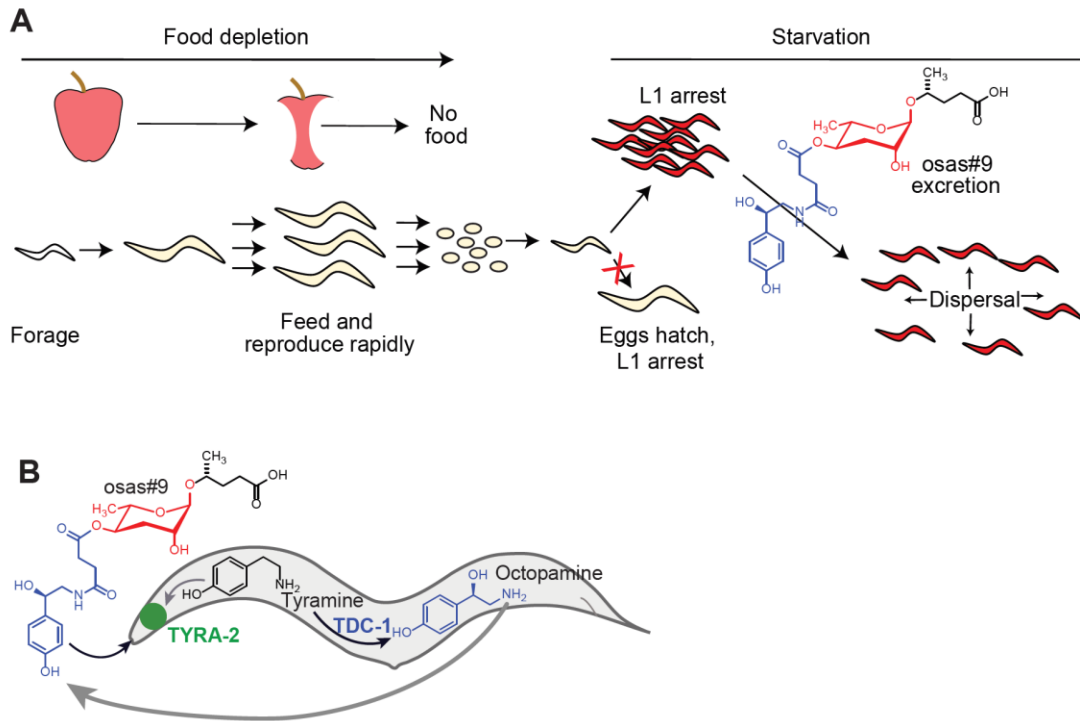 A
Food depletion
Starvation
No
food
L1 arrest
CH3
O
OH
O
H3C
O
O
O
OH
osas#9
excretion
HO
N
H
O
OH
Forage
Feed and
reproduce rapidly
Eggs hatch,
L1 arrest
Dispersal
B
osas#9
CH3
O
OH
O
H3C
O
O
O
OH
HO
N
H
O
OH
HO
NH2
Tyramine
TYRA-2
TDC-1
OH
Octopamine
NH2
HO